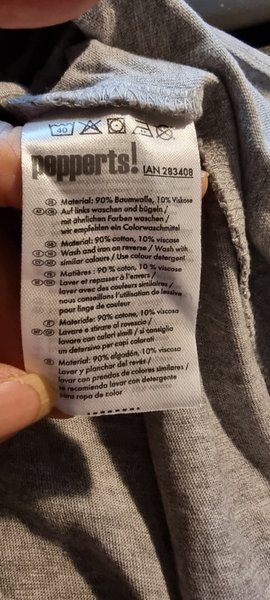 40
pepperts! IAN 283408
Material: 90% Baumwolle, 10% Viskose
Auf links waschen und bügeln /
mit ähnlichen Farben waschen /
wir empfehlen ein Colorwaschmittel
Material: 90% cotton, 10% viscose
Wash and iron on reverse / Wash with
similar colours / Use colour detergent
Matières : 90% coton, 10% viscose
Laver et repasser à l'envers /
laver avec des couleurs similaires /
nous conseillons l'utilisation de lessive
pour linge de couleur
Materiale: 90% cotone, 10% viscosa
Lavare e stirare al rovescio /
lavare con colori simili / si consiglia
un detersivo per capi colorati
Material: 90% algodón, 10% viscosa
Lavar y planchar del revés /
lavar con prendas de colores similares /
se recomienda lavar con detergente
para ropa de color